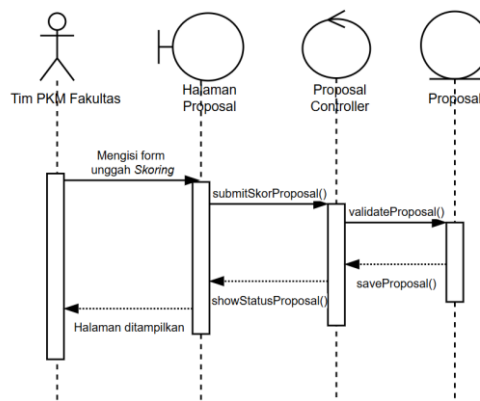 Tim PKM Fakultas
Halaman
Proposal
Proposal
Controller
Proposal
Mengisi form
unggah Skoring
submitSkorProposal()
validateProposal()
saveProposal()
showStatusProposal()
Halaman ditampilkan